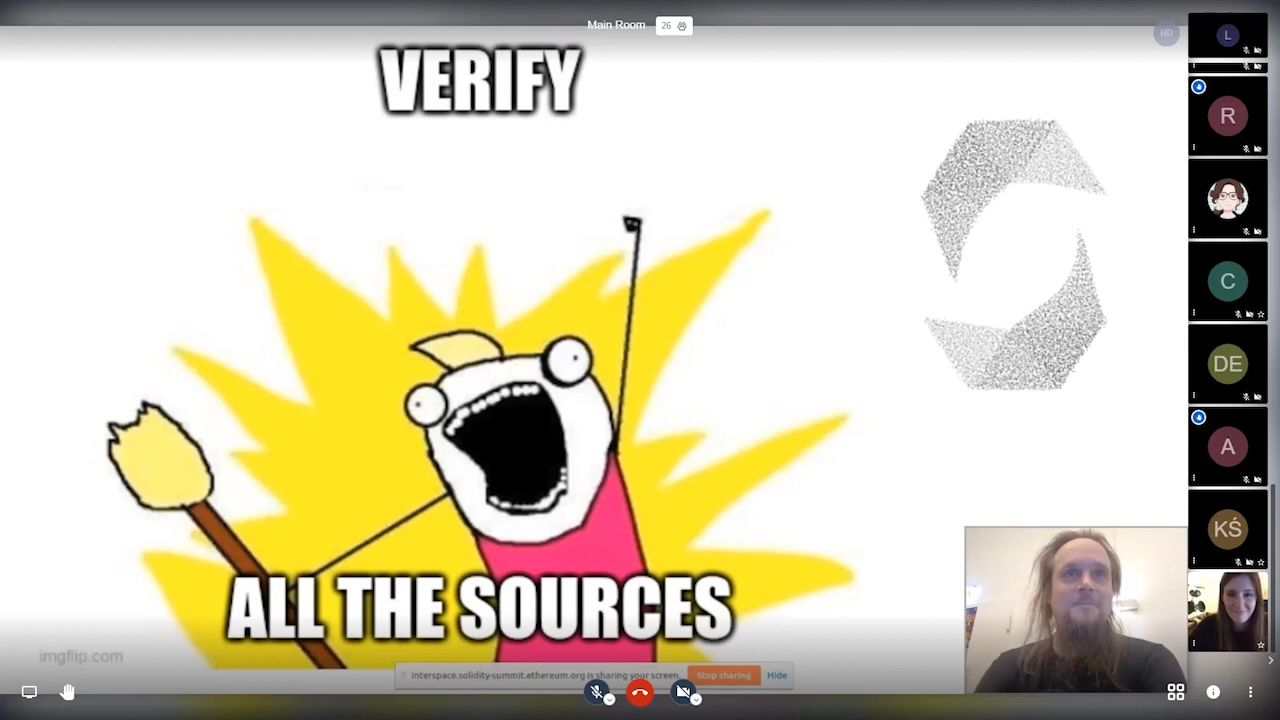 Main Room 26
HD
L
VERIFY
R
C
DE
A
KŚ
ALL THE SOURCES
imgflip.com
interspace.solidity-summit.ethereum.org is sharing your screen. Stop sharing Hide